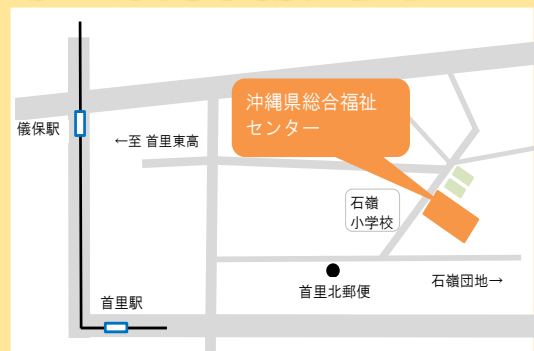 沖縄県総合福祉
センター
儀保駅
←至 首里東高
石嶺
小学校
石嶺団地→
首里北郵便
首里駅